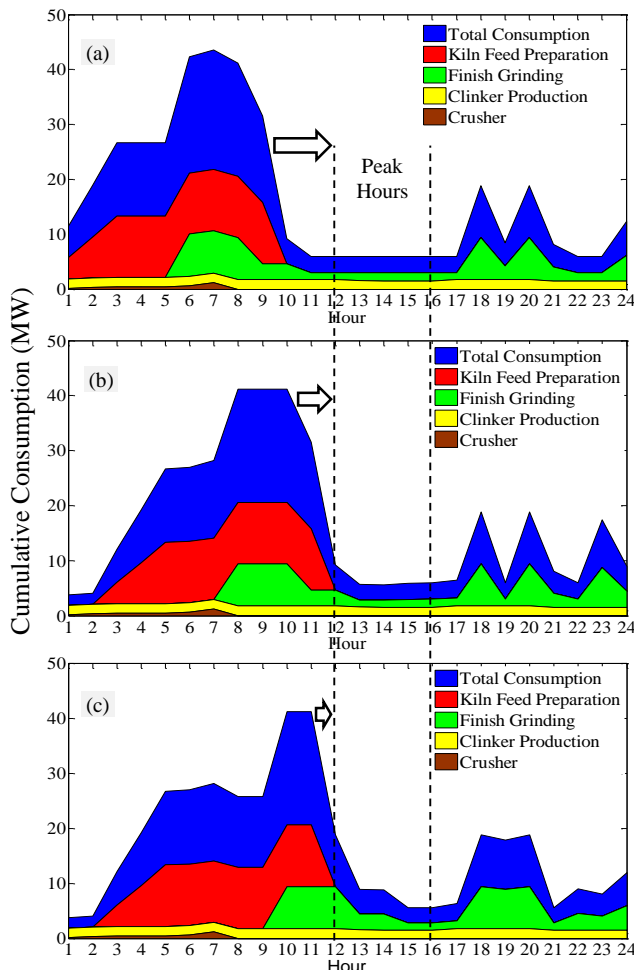 Cumulative Consumption (MW)
(a)
50
40
30
20
10
0
Total Consumption
Kiln Feed Preparation
Finish Grinding
Clinker Production
Crusher
Peak
Hours
1 2 3 4 5 6 7 8 9 10 11 12 13 14 15 16 17 18 19 20 21 22 23 24
Hour
(b)
50
40
30
20
10
0
Total Consumption
Kiln Feed Preparation
Finish Grinding
Clinker Production
Crusher
1 2 3 4 5 6 7 8 9 10 11 12 13 14 15 16 17 18 19 20 21 22 23 24
Hour
(c)
50
40
30
20
10
0
Total Consumption
Kiln Feed Preparation
Finish Grinding
Clinker Production
Crusher
1 2 3 4 5 6 7 8 9 10 11 12 13 14 15 16 17 18 19 20 21 22 23 24
Hour